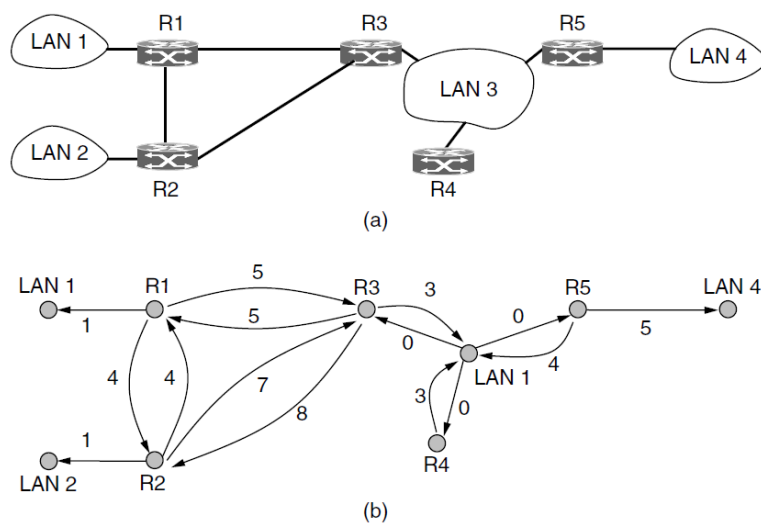 R1 R3 R5
LAN 1 LAN 4
LAN 3
LAN 2
R2 R4
(a)
LAN 1 R1 5 R3 3 R5 LAN 4
1 5 0 0 5
4 4 7 8 3 0 4 LAN 1
1
LAN 2 R2 R4
(b)